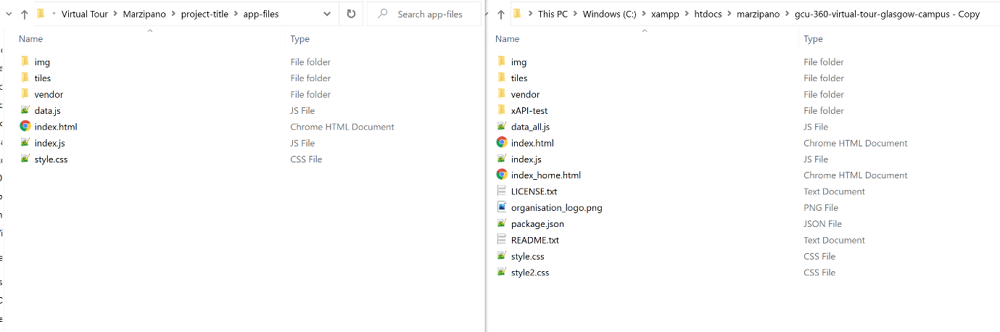 « Virtual Tour > Marzipano > project-title > app-files
Search app-files
Name Type
img File folder
tiles File folder
vendor File folder
data.js JS File
index.html Chrome HTML Document
index.js JS File
style.css CSS File
This PC > Windows (C:) > xampp > htdocs > marzipano > gcu-360-virtual-tour-glasgow-campus - Copy
Name Type
img File folder
tiles File folder
vendor File folder
xAPI-test File folder
data_all.js JS File
index.html Chrome HTML Document
index.js JS File
index_home.html Chrome HTML Document
LICENSE.txt Text Document
organisation_logo.png PNG File
package.json JSON File
README.txt Text Document
style.css CSS File
style2.css CSS File